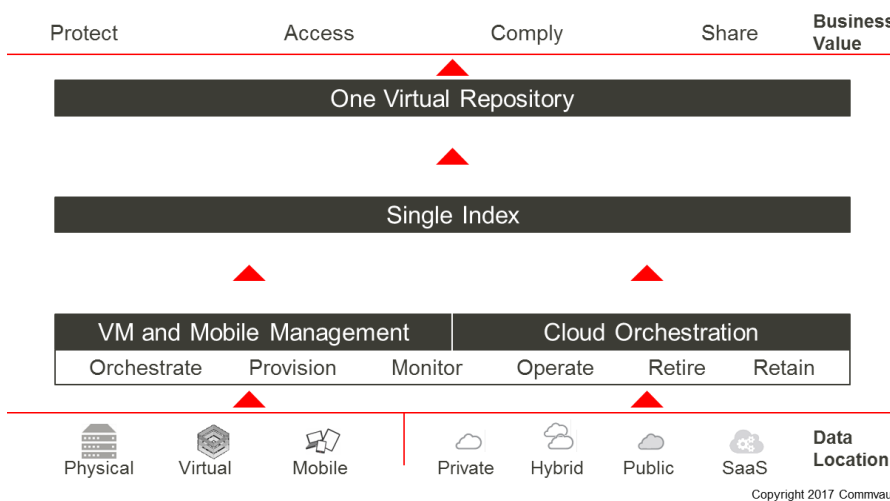 Protect Access Comply Share Business
Value
One Virtual Repository
Single Index
VM and Mobile Management Cloud Orchestration
Orchestrate Provision Monitor Operate Retire Retain
Physical Virtual Mobile Private Hybrid Public SaaS
Data
Location
Copyright 2017 Commvau